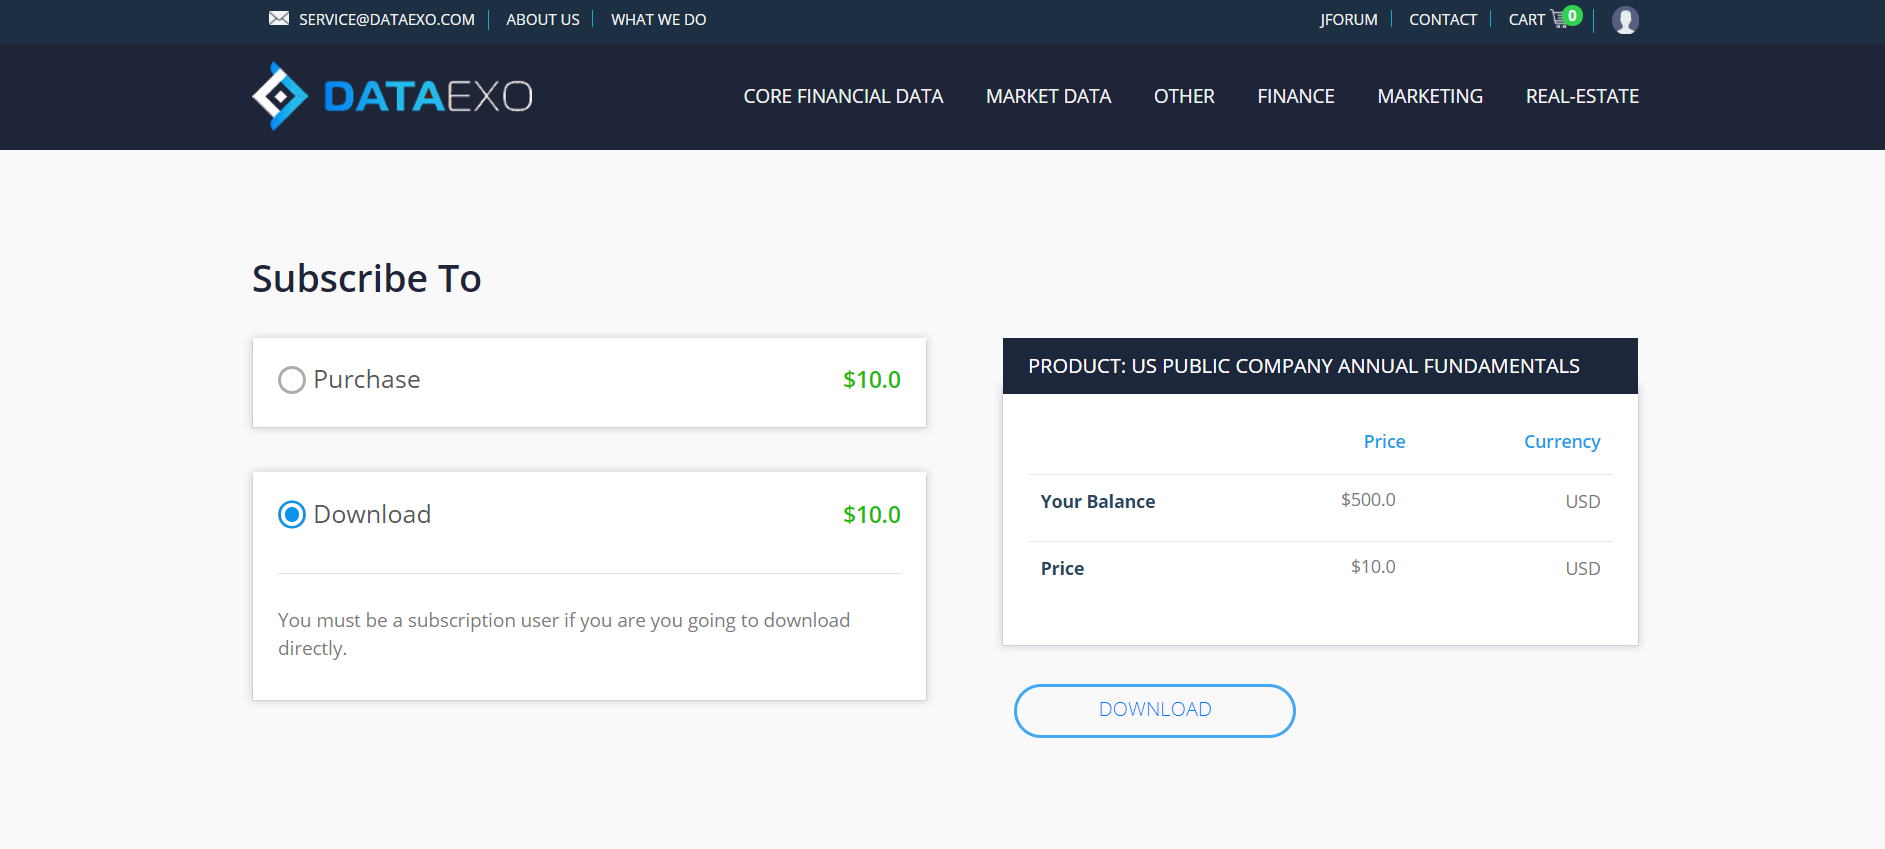 SERVICE@DATAEXO.COM ABOUT US WHAT WE DO JFORUM CONTACT CART 0
DATAEXO CORE FINANCIAL DATA MARKET DATA OTHER FINANCE MARKETING REAL-ESTATE
Subscribe To
Purchase $10.0
Download $10.0
You must be a subscription user if you are you going to download
directly.
PRODUCT: US PUBLIC COMPANY ANNUAL FUNDAMENTALS
Price Currency
Your Balance $500.0 USD
Price $10.0 USD
DOWNLOAD